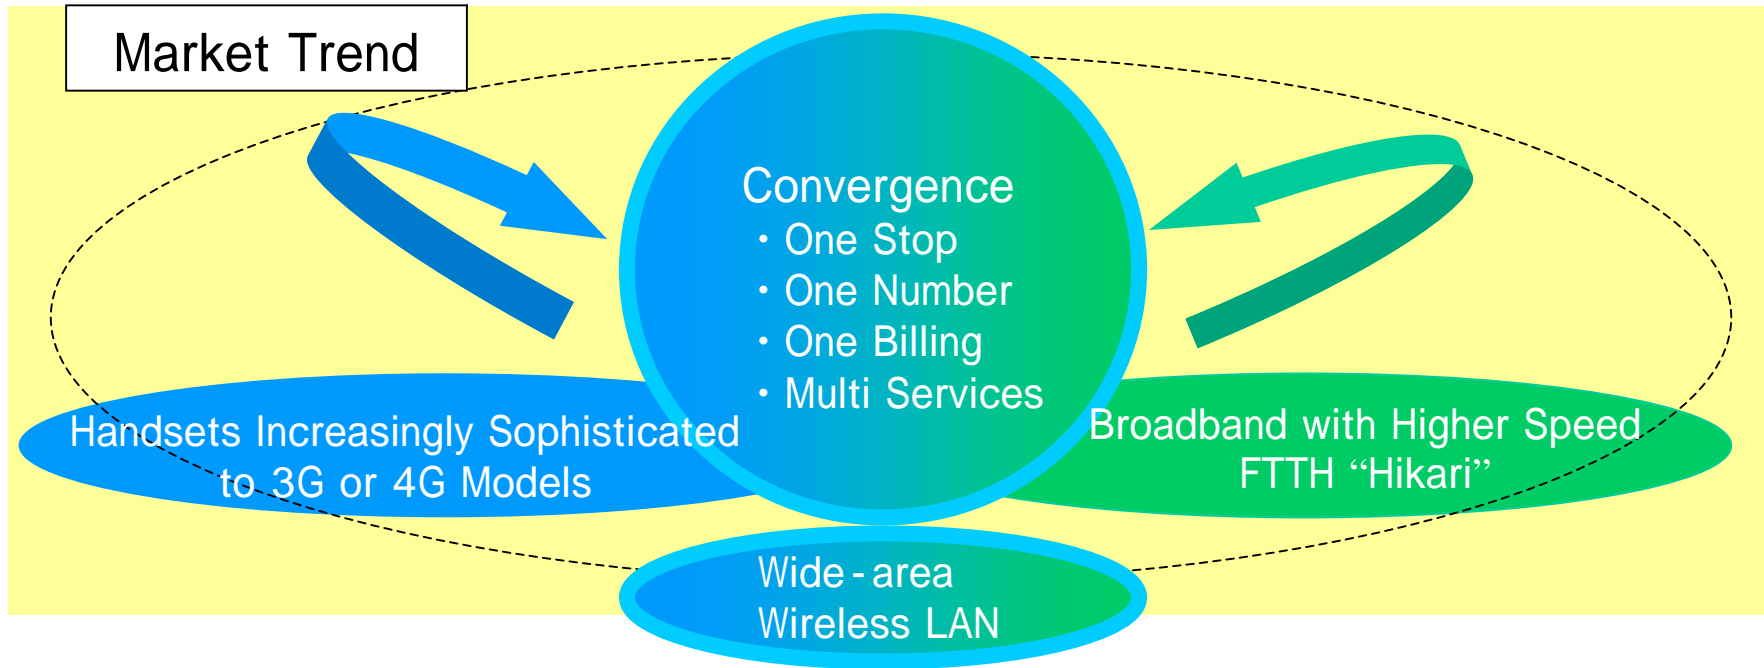 Market Trend
Convergence
・One Stop
・One Number
・One Billing
・Multi Services
Handsets Increasingly Sophisticated
to 3G or 4G Models
Broadband with Higher Speed
FTTH “Hikari”
Wide-area
Wireless LAN